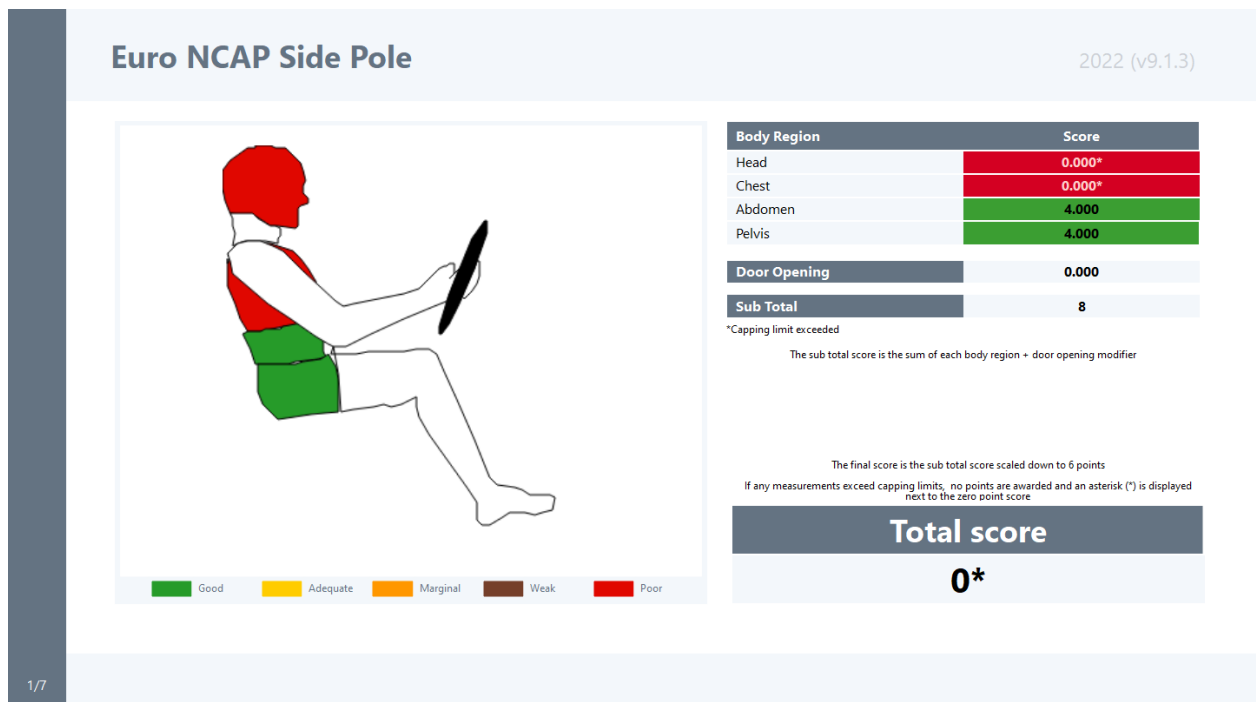 Euro NCAP Side Pole
2022 (v9.1.3)
Body Region Score
Head 0.000*
Chest 0.000*
Abdomen 4.000
Pelvis 4.000
Door Opening 0.000
Sub Total 8
*Capping limit exceeded
The sub total score is the sum of each body region + door opening modifier
The final score is the sub total score scaled down to 6 points
If any measurements exceed capping limits, no points are awarded and an asterisk (*) is displayed
next to the zero point score
Total score
0*
Good Adequate Marginal Weak Poor
1/7